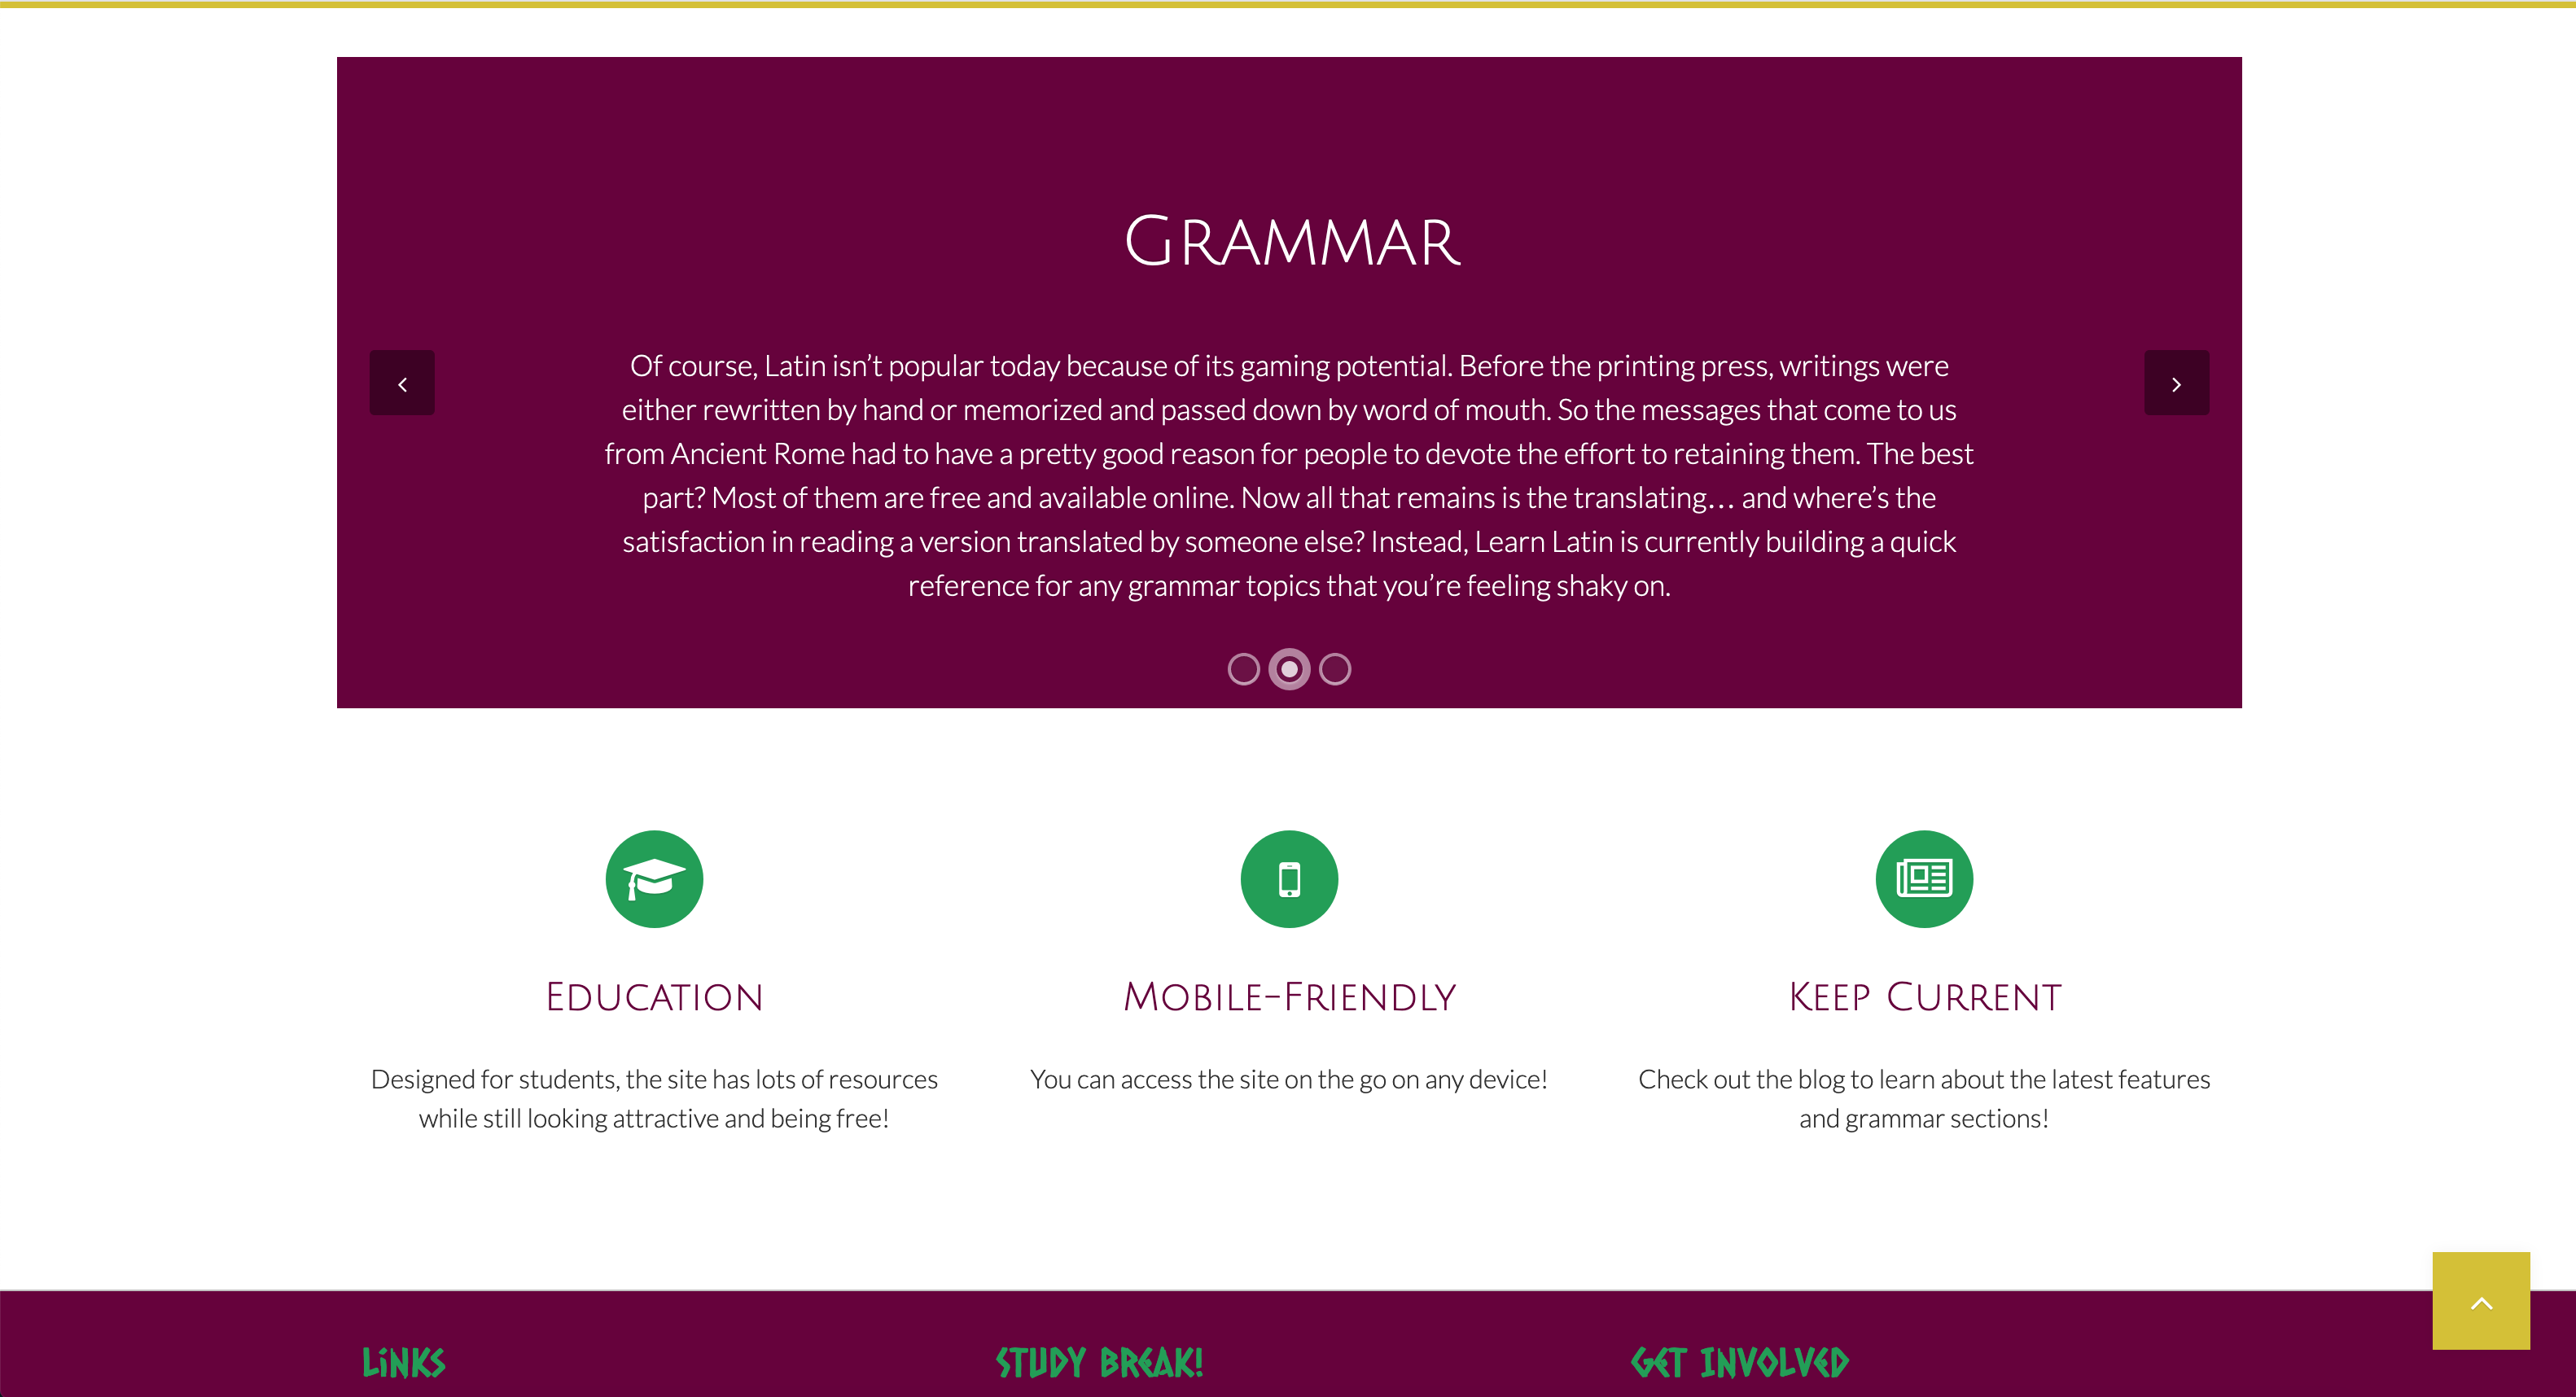 Grammar
Of course, Latin isn’t popular today because of its gaming potential. Before the printing press, writings were
either rewritten by hand or memorized and passed down by word of mouth. So the messages that come to us
from Ancient Rome had to have a pretty good reason for people to devote the effort to retaining them. The best
part? Most of them are free and available online. Now all that remains is the translating… and where’s the
satisfaction in reading a version translated by someone else? Instead, Learn Latin is currently building a quick
reference for any grammar topics that you’re feeling shaky on.
Education
Designed for students, the site has lots of resources
while still looking attractive and being free!
Mobile-Friendly
You can access the site on the go on any device!
Keep Current
Check out the blog to learn about the latest features
and grammar sections!
Links
Study Break!
Get Involved